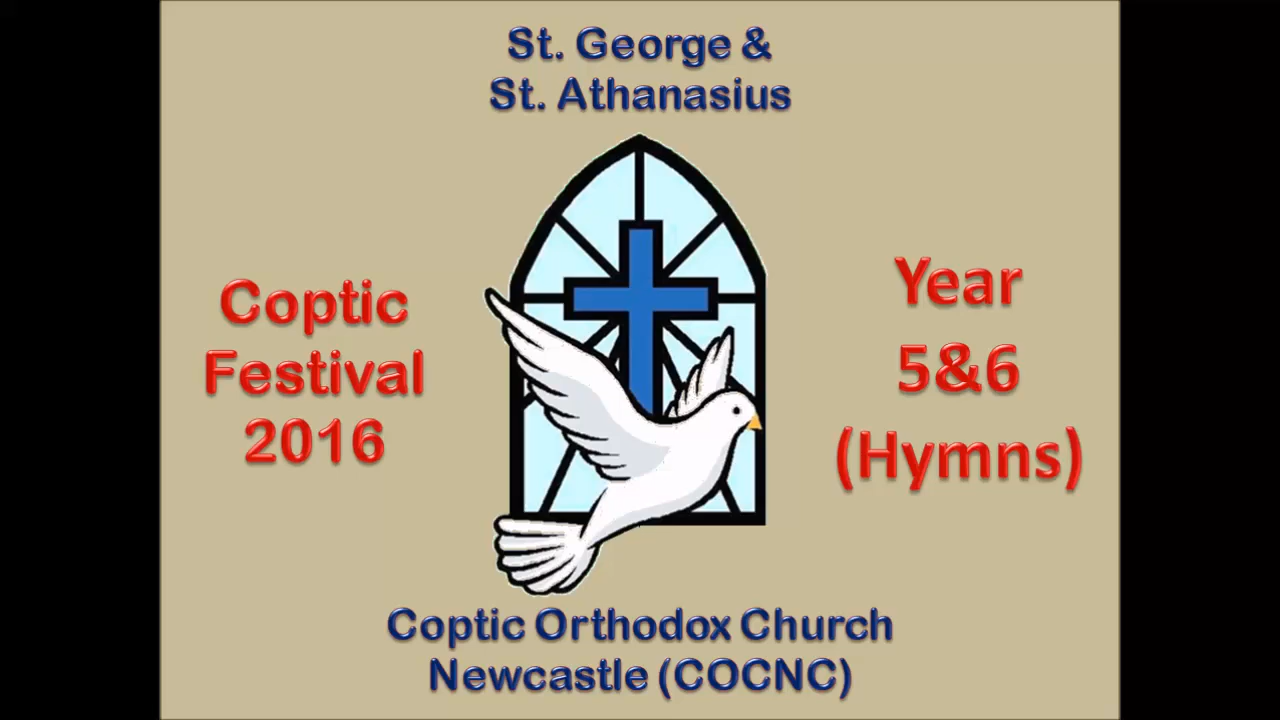 St. George &
St. Athanasius
Coptic
Festival
2016
Year
5&6
(Hymns)
Coptic Orthodox Church
Newcastle (COCNC)